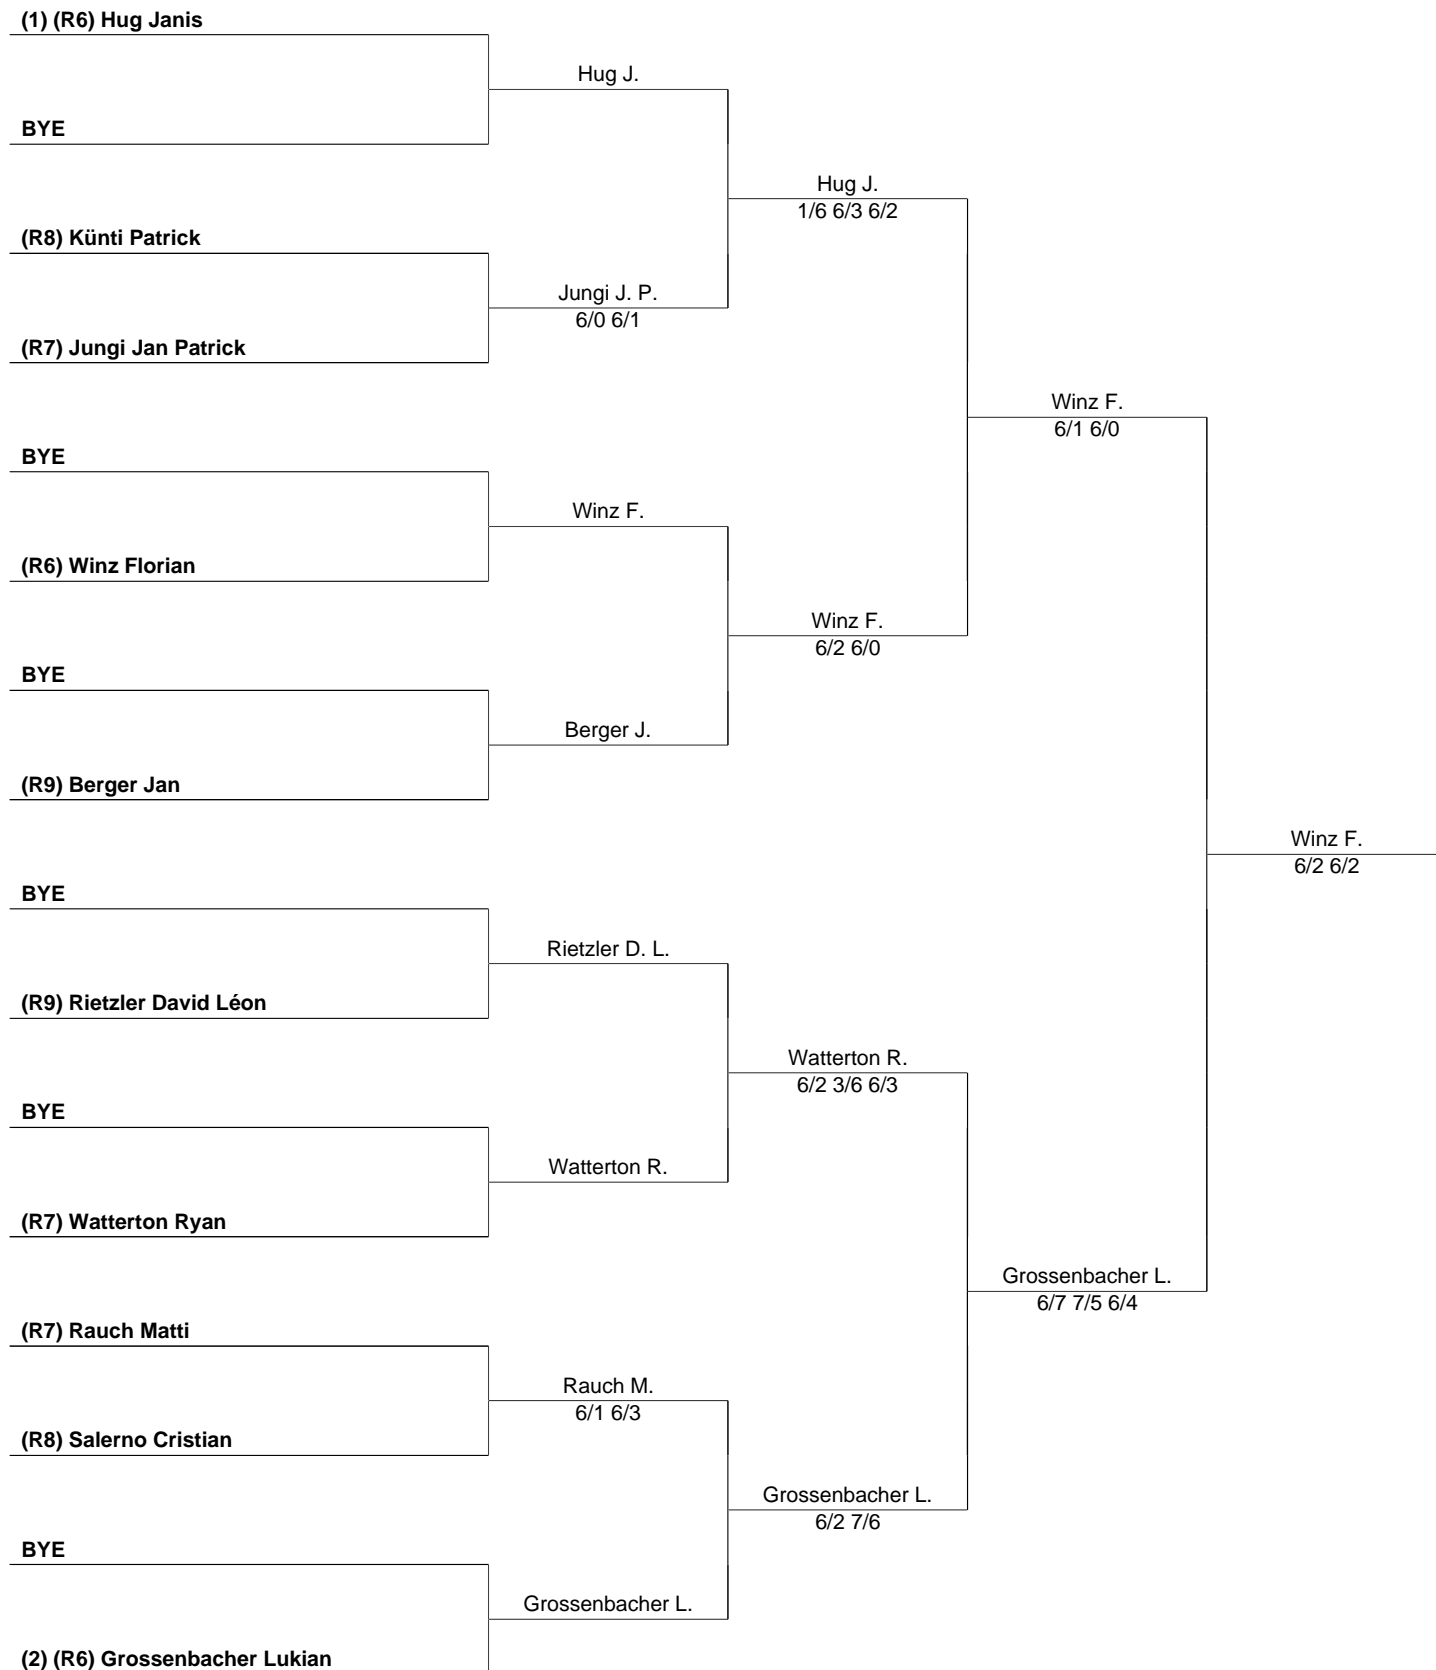 (1) (R6) Hug Janis
Hug J.
BYE
Hug J.
1/6 6/3 6/2
(R8) Künti Patrick
Jungi J. P.
6/0 6/1
(R7) Jungi Jan Patrick
Winz F.
6/1 6/0
BYE
Winz F.
(R6) Winz Florian
Winz F.
6/2 6/0
BYE
Berger J.
(R9) Berger Jan
Winz F.
6/2 6/2
BYE
Rietzler D. L.
(R9) Rietzler David Léon
Watterton R.
6/2 3/6 6/3
BYE
Watterton R.
(R7) Watterton Ryan
Grossenbacher L.
6/7 7/5 6/4
(R7) Rauch Matti
Rauch M.
6/1 6/3
(R8) Salerno Cristian
Grossenbacher L.
6/2 7/6
BYE
Grossenbacher L.
(2) (R6) Grossenbacher Lukian